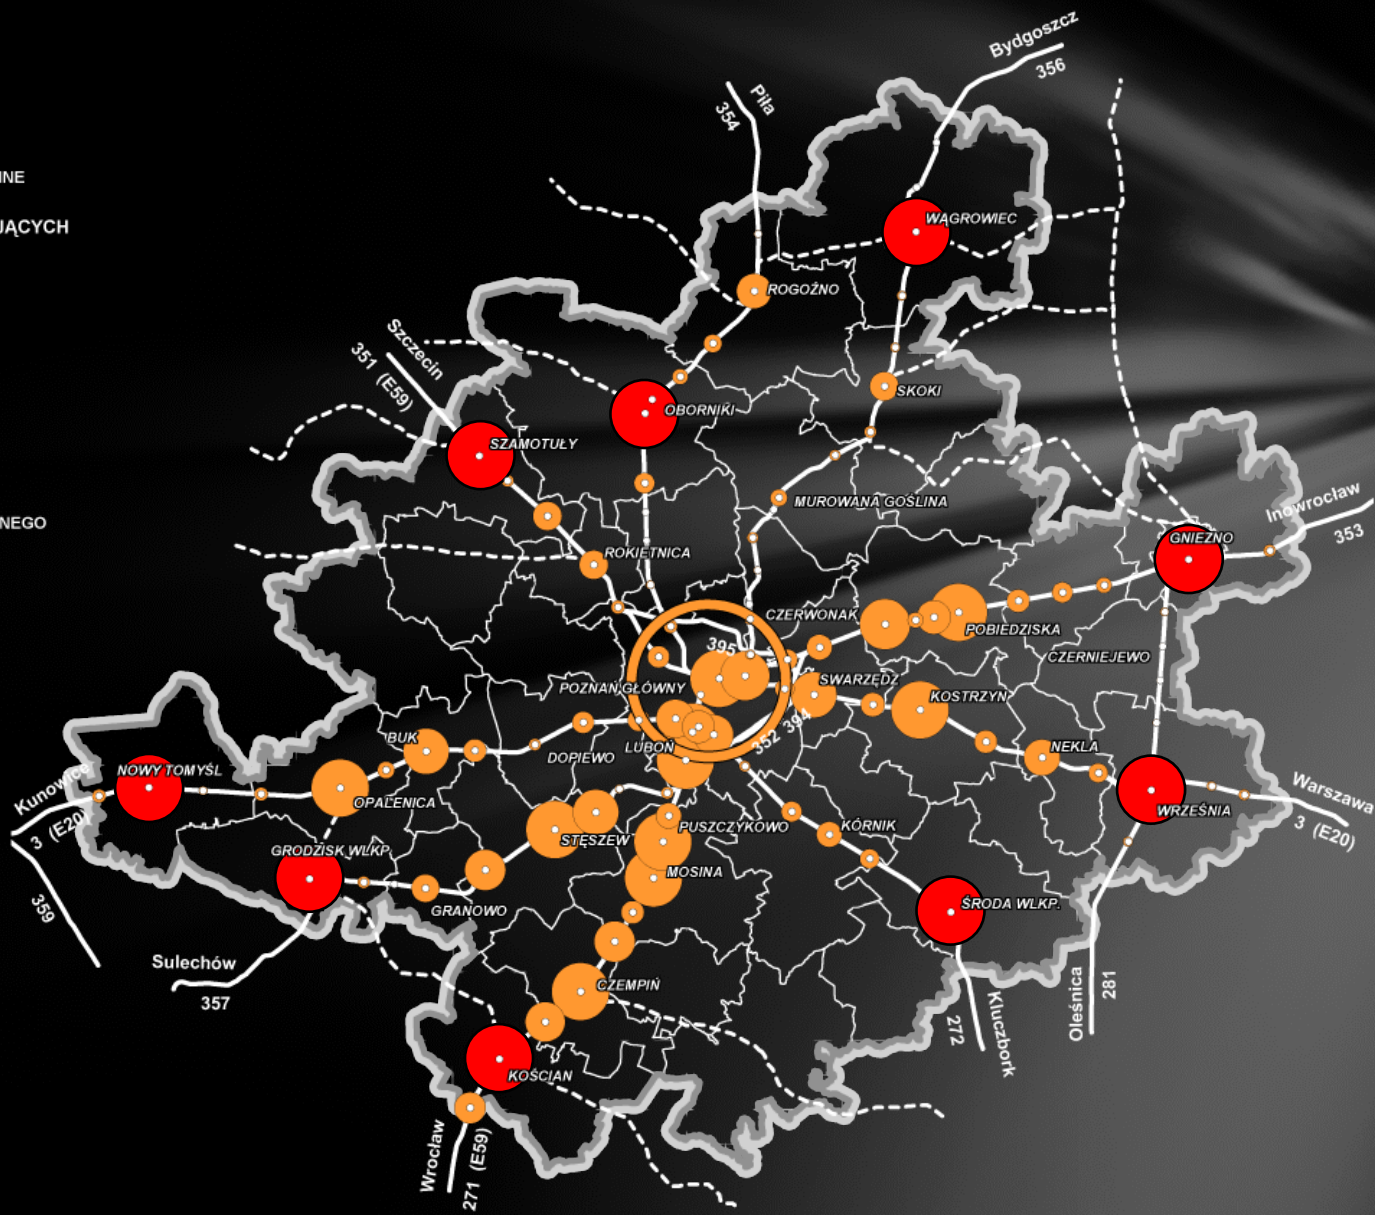 Bydgoszcz
356
Piła
354
NNE
JĄCYCH
WĄGROWIEC
ROGOŹNO
Szczecin
351 (E59)
SKOKI
OBORNIKI
SZAMOTUŁY
Inowrocław
353
MUROWANA GOŚLINA
NEGO
GNIEZNO
ROKIETNICA
CZERWONAK
POBIEDZISKA
395
CZERNIEJEWO
SWARZĘDZ
POZNAŃ GŁÓWNY
KOSTRZYN
352
394
BUK
LUBOŃ
DOPIEWO
NEKLA
NOWY TOMYŚL
Kunowice
3 (E20)
OPALENICA
Warszawa
3 (E20)
WRZEŚNIA
PUSZCZYKOWO
KÓRNIK
STĘSZEW
GRODZISK WLKP.
MOSINA
359
GRANOWO
ŚRODA WLKP.
Sulechów
357
CZEMPIŃ
Oleśnica
281
Kluczbork
272
KOŚCIAN
Wrocław
271 (E59)